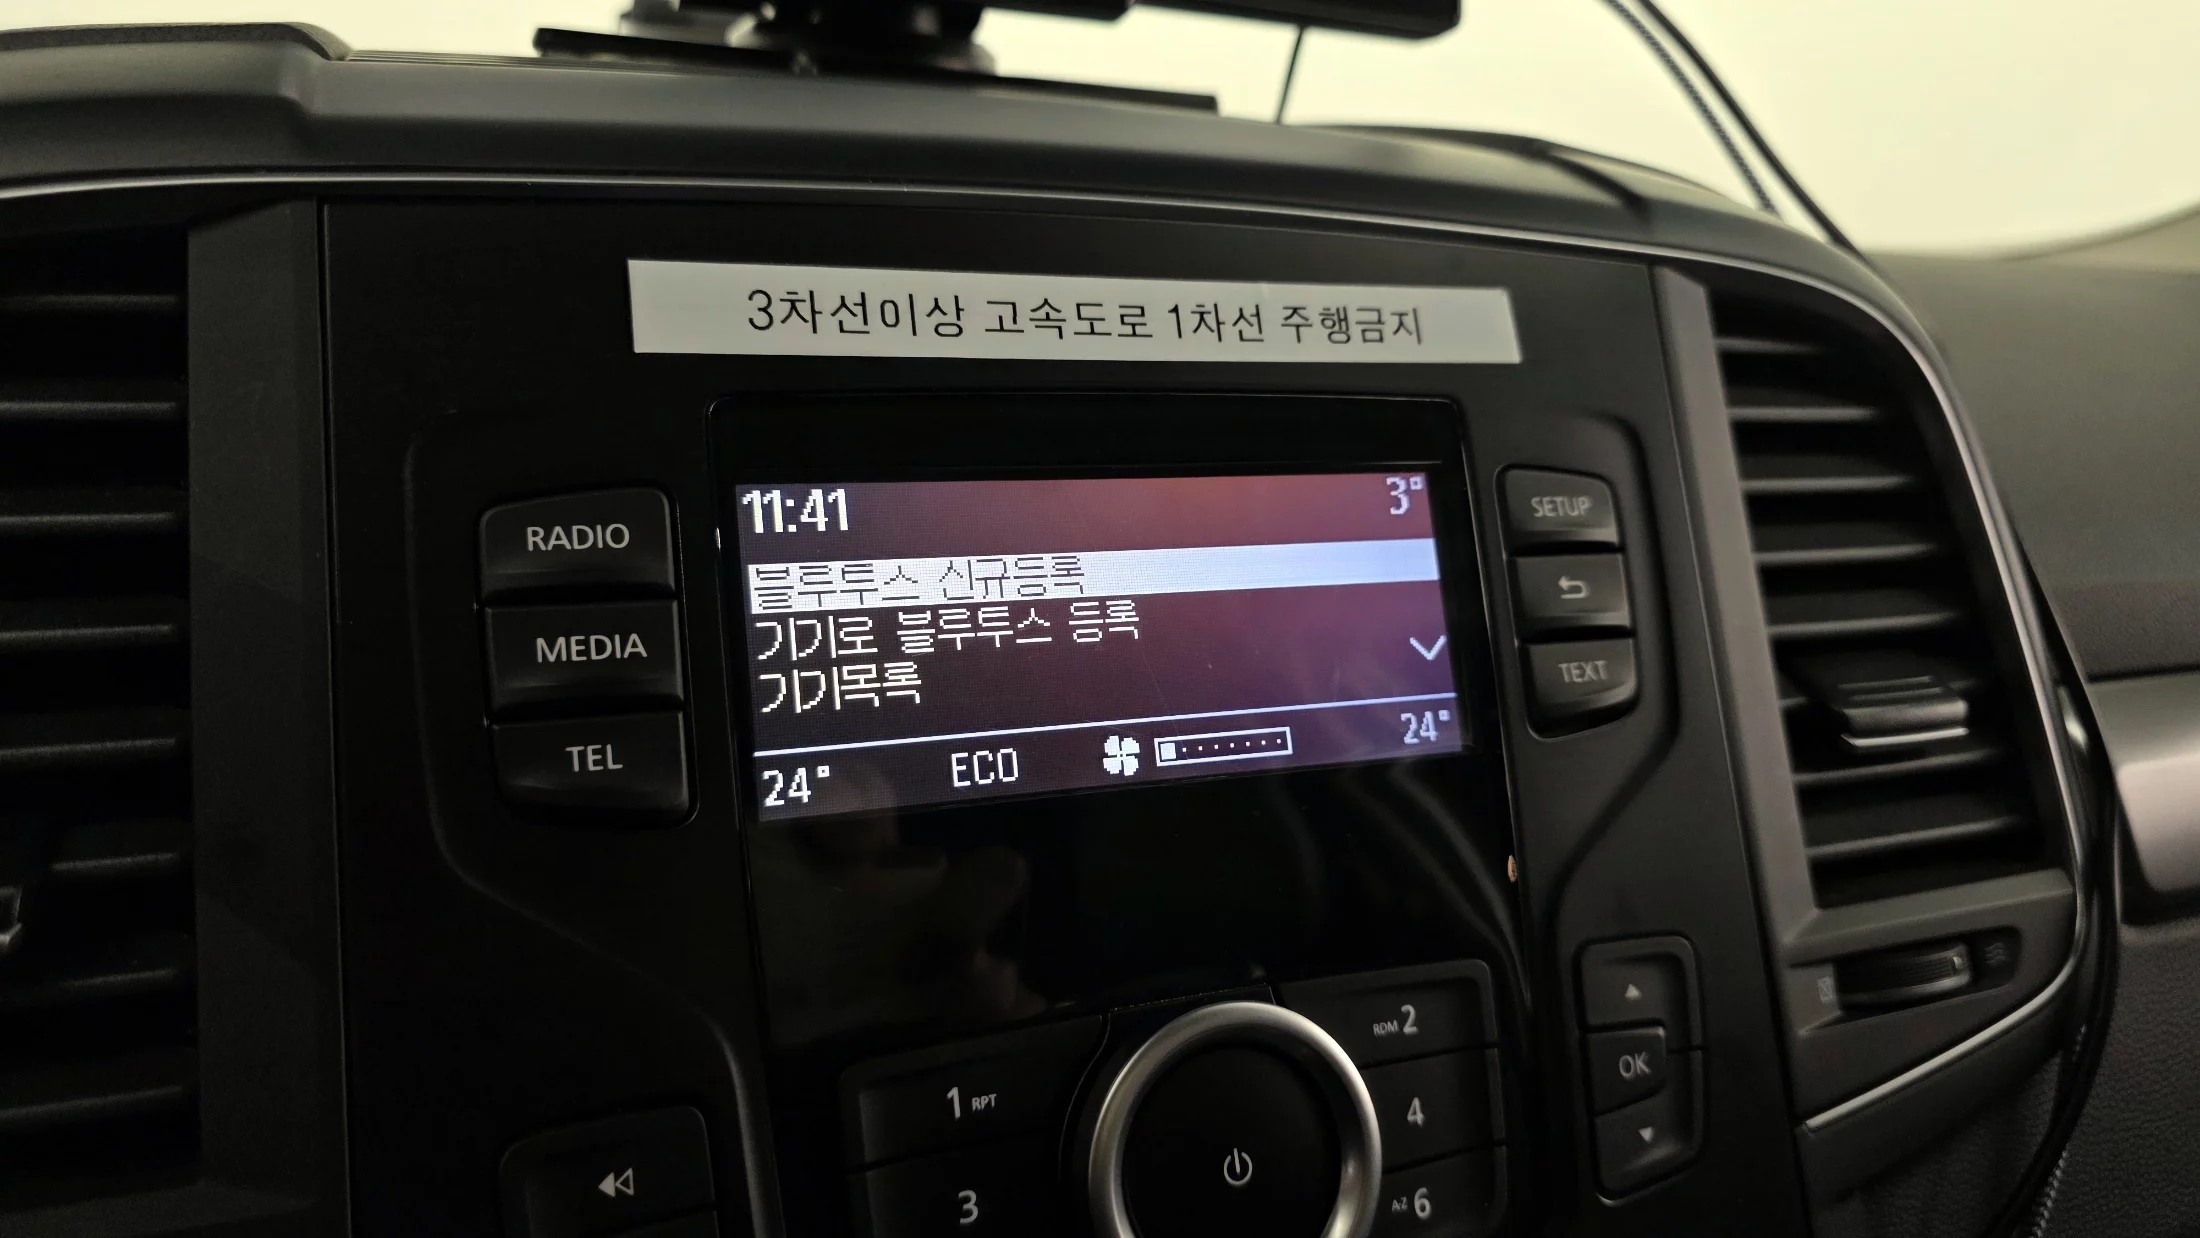 3차선이상 고속도로 1차선 주행금지
11:41 3°
블루투스 신규등록
기기로 블루투스 등록
기기목록
24° ECO 24°
RADIO
MEDIA
TEL
SETUP
TEXT
1 RPT
RDM 2
3
4
A-Z 6
OK